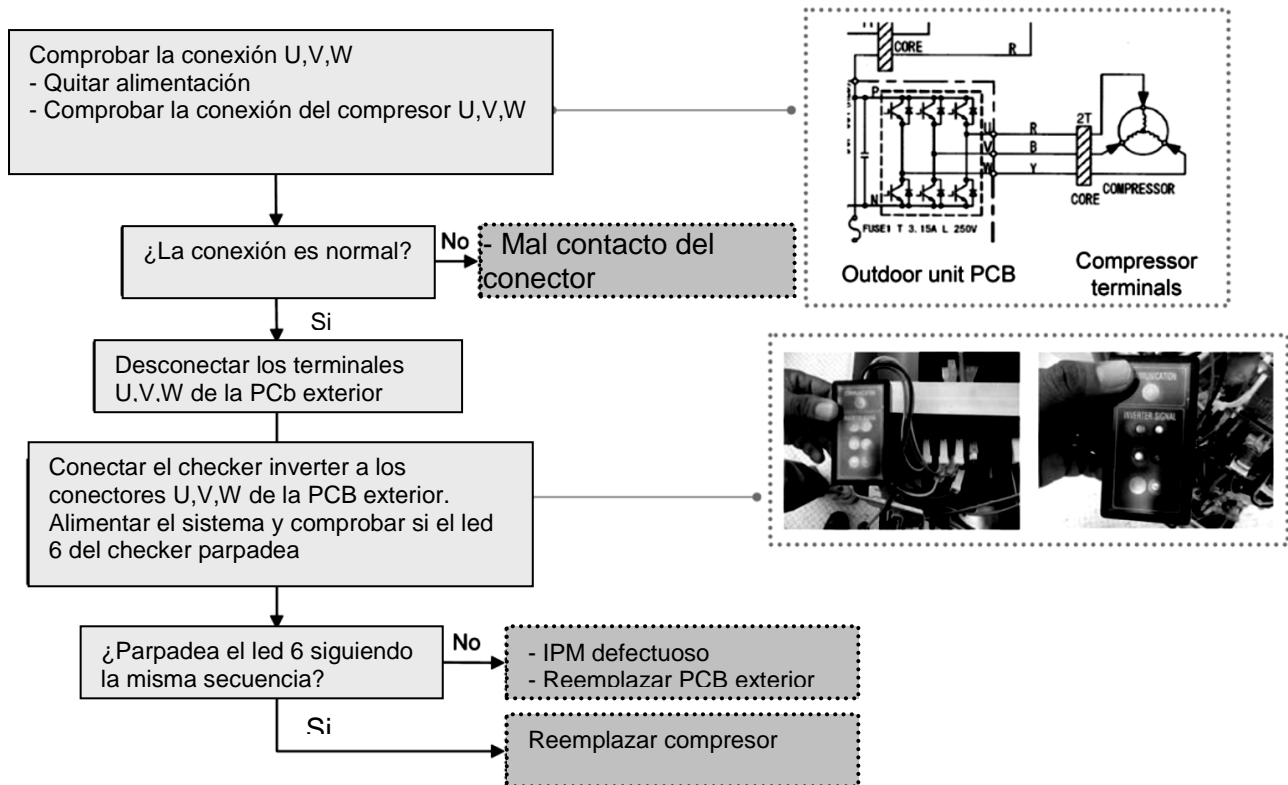 Comprobar la conexión U,V,W
- Quitar alimentación
- Comprobar la conexión del compresor U,V,W
CORE
R
P
U
R
2T
V
B
W
Y
N
CORE
COMPRESSOR
FUSE1 T 3.15A L 250V
Outdoor unit PCB
Compressor
terminals
¿La conexión es normal?
No
- Mal contacto del
conector
Si
Desconectar los terminales
U,V,W de la PCb exterior
Conectar el checker inverter a los
conectores U,V,W de la PCB exterior.
Alimentar el sistema y comprobar si el led
6 del checker parpadea
INVERTER SIGNAL
¿Parpadea el led 6 siguiendo
la misma secuencia?
No
- IPM defectuoso
- Reemplazar PCB exterior
Si
Reemplazar compresor